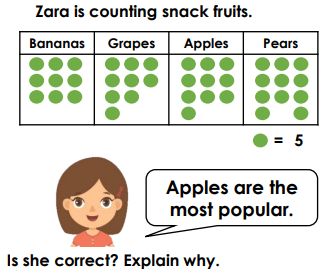 Zara is counting snack fruits.
Bananas Grapes Apples Pears
= 5
Apples are the
most popular.
Is she correct? Explain why.